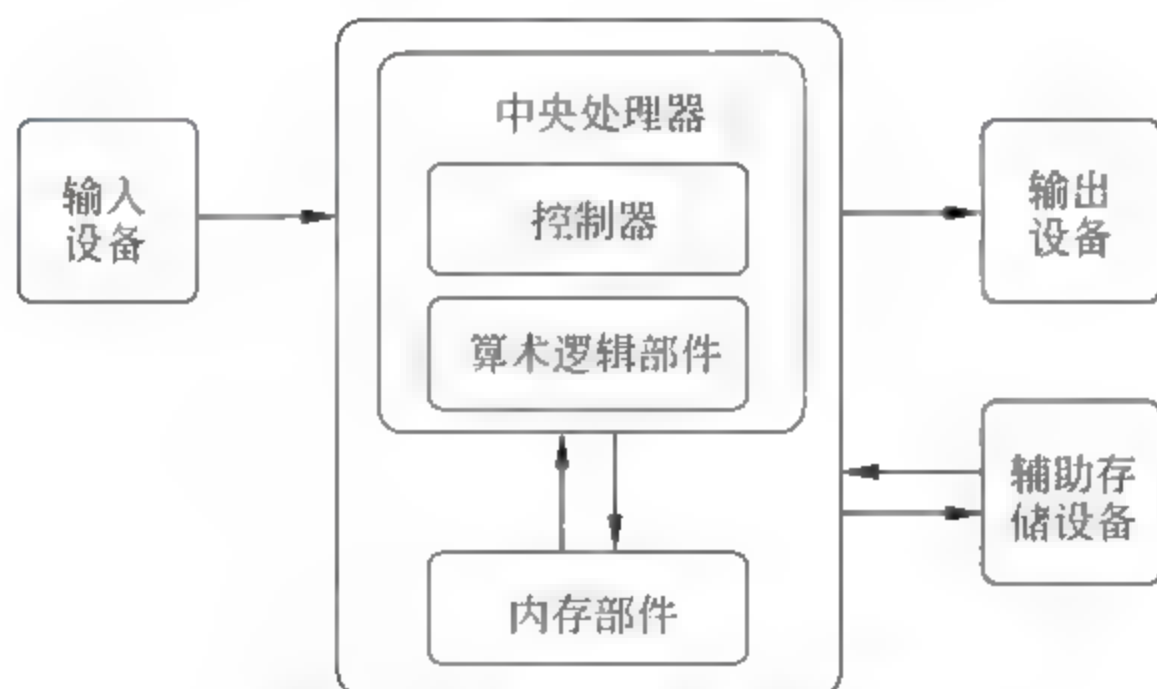 中央处理器
输入
设备
控制器
算术逻辑部件
内存部件
输出
设备
辅助存
储设备